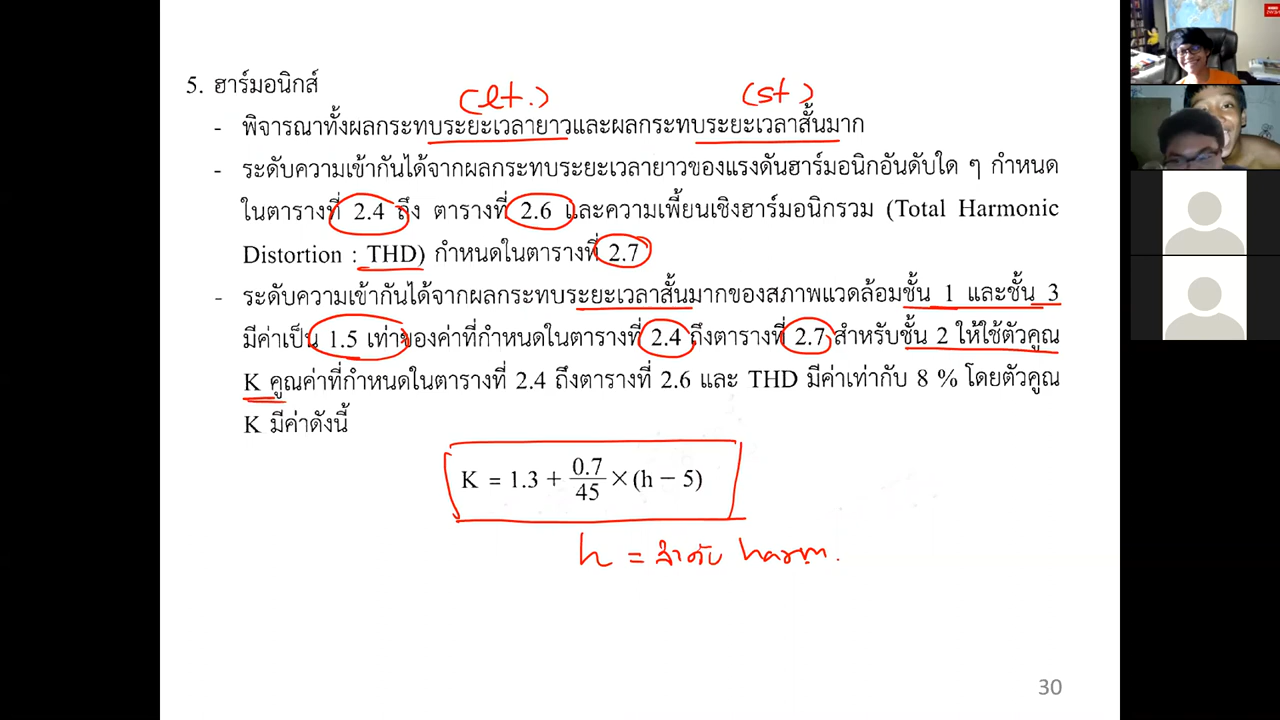 5. ฮาร์มอนิกส์
(lt.) (st)
- พิจารณาทั้งผลกระทบระยะเวลายาวและผลกระทบระยะเวลาสั้นมาก
- ระดับความเข้ากันได้จากผลกระทบระยะเวลายาวของแรงดันฮาร์มอนิกอันดับใด ๆ กำหนด
ในตารางที่ 2.4 ถึง ตารางที่ 2.6 และความเพี้ยนเชิงฮาร์มอนิกรวม (Total Harmonic
Distortion : THD) กำหนดในตารางที่ 2.7
- ระดับความเข้ากันได้จากผลกระทบระยะเวลาสั้นมากของสภาพแวดล้อมชั้น 1 และชั้น 3
มีค่าเป็น 1.5 เท่าของค่าที่กำหนดในตารางที่ 2.4 ถึงตารางที่ 2.7 สำหรับชั้น 2 ให้ใช้ตัวคูณ
K คูณค่าที่กำหนดในตารางที่ 2.4 ถึงตารางที่ 2.6 และ THD มีค่าเท่ากับ 8 % โดยตัวคูณ
K มีค่าดังนี้
K = 1.3 + 0.7/45 × (h − 5)
h = ลำดับ harm.
30